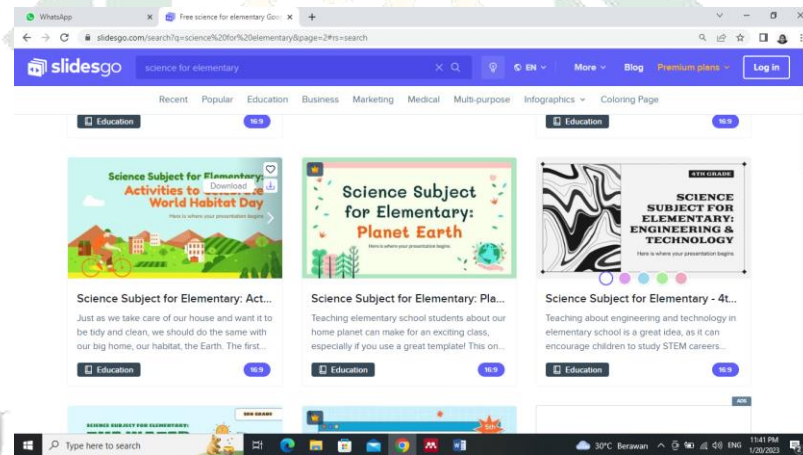 WhatsApp
Free science for elementary Goo
slidesgo.com/search?q=science%20for%20elementary&page=2#rs=search
slidesgo
science for elementary
EN
More
Blog
Premium plans
Log in
Recent Popular Education Business Marketing Medical Multi-purpose Infographics Coloring Page
Education
16:9
Education
16:9
Science Subject for Elementary:
Activities to Celebrate
World Habitat Day
Here is where your presentation begins
Download
Science Subject for Elementary: Act...
Just as we take care of our house and want it to
be tidy and clean, we should do the same with
our big home, our habitat, the Earth. The first...
Education
16:9
Science Subject
for Elementary:
Planet Earth
Here is where your presentation begins
Science Subject for Elementary: Pla...
Teaching elementary school students about our
home planet can make for an exciting class,
especially if you use a great template! This on...
Education
16:9
4TH GRADE
SCIENCE
SUBJECT FOR
ELEMENTARY:
ENGINEERING &
TECHNOLOGY
Here is where your presentation begins
Science Subject for Elementary - 4t...
Teaching about engineering and technology in
elementary school is a great idea, as it can
encourage children to study STEM careers...
Education
16:9
SCIENCE SUBJECT FOR ELEMENTARY:
3RD GRADE
5th
ADS
Type here to search
30°C Berawan
ENG
11:41 PM
1/20/2023
2